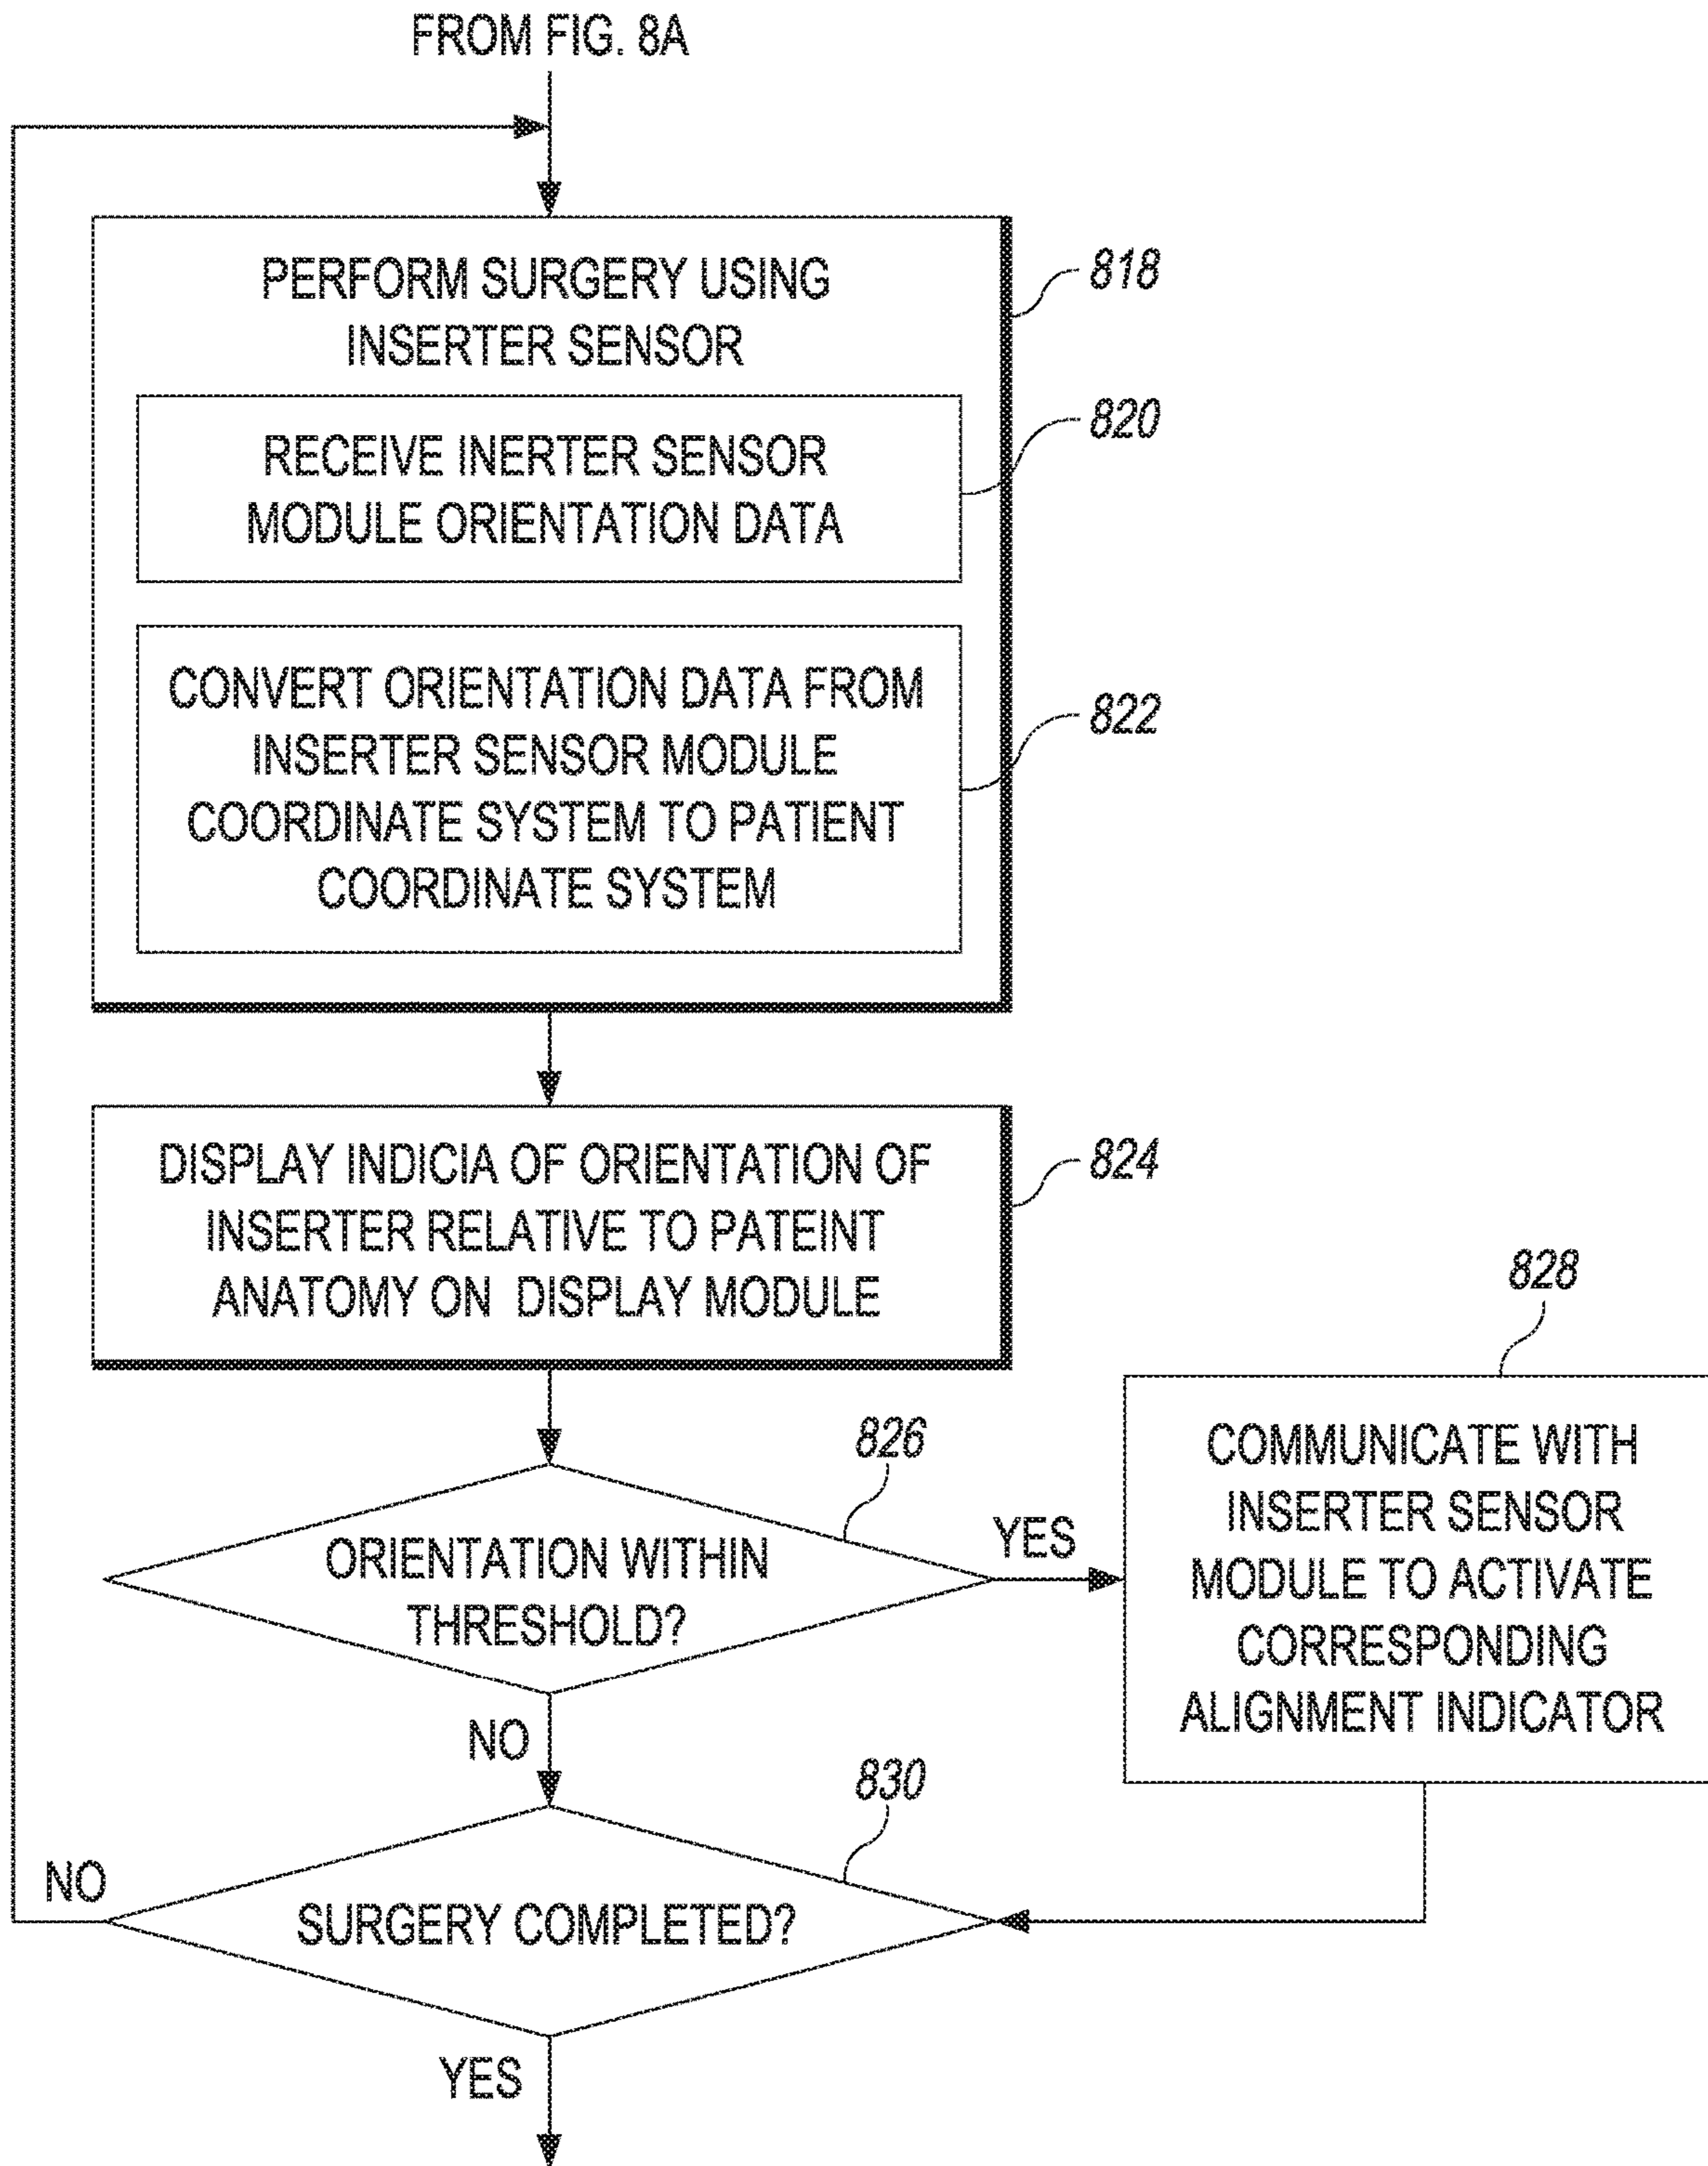 FROM FIG. 8A
PERFORM SURGERY USING
INSERTER SENSOR
818
RECEIVE INERTER SENSOR
MODULE ORIENTATION DATA
820
CONVERT ORIENTATION DATA FROM
INSERTER SENSOR MODULE
COORDINATE SYSTEM TO PATIENT
COORDINATE SYSTEM
822
DISPLAY INDICIA OF ORIENTATION OF
INSERTER RELATIVE TO PATEINT
ANATOMY ON DISPLAY MODULE
824
826
ORIENTATION WITHIN
THRESHOLD?
YES
828
COMMUNICATE WITH
INSERTER SENSOR
MODULE TO ACTIVATE
CORRESPONDING
ALIGNMENT INDICATOR
NO
830
NO
SURGERY COMPLETED?
YES